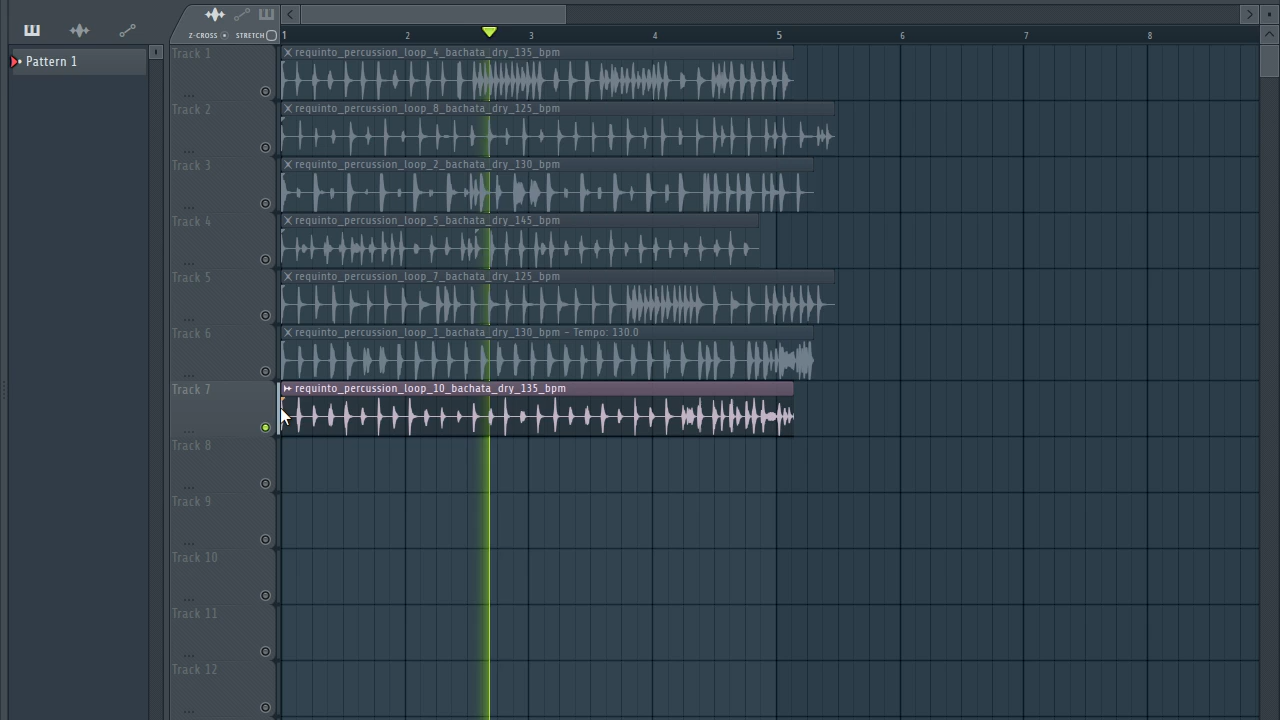 Z-CROSS STRETCH
1 2 3 4 5 6 7 8
Pattern 1
Track 1
requinto_percussion_loop_4_bachata_dry_135_bpm
Track 2
requinto_percussion_loop_8_bachata_dry_125_bpm
Track 3
requinto_percussion_loop_2_bachata_dry_130_bpm
Track 4
requinto_percussion_loop_5_bachata_dry_145_bpm
Track 5
requinto_percussion_loop_7_bachata_dry_125_bpm
Track 6
requinto_percussion_loop_1_bachata_dry_130_bpm - Tempo: 130.0
Track 7
requinto_percussion_loop_10_bachata_dry_135_bpm
Track 8
Track 9
Track 10
Track 11
Track 12